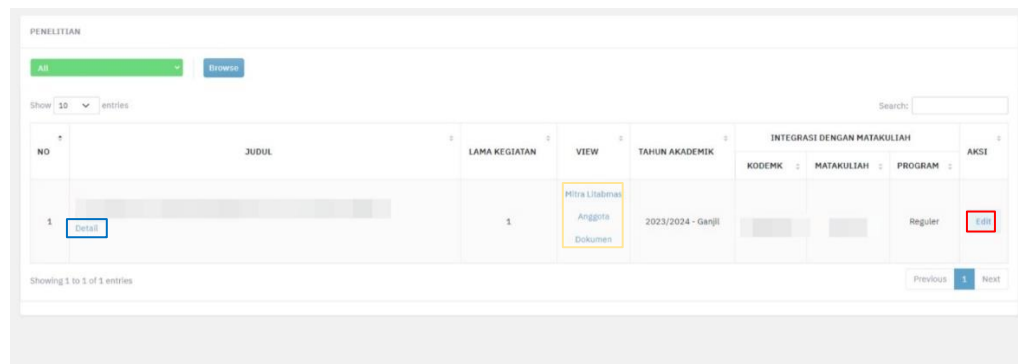 PENELITIAN
All Browse
Show 10 entries Search:
NO JUDUL LAMA KEGIATAN VIEW TAHUN AKADEMIK INTEGRASI DENGAN MATAKULIAH AKSI
KODEMK MATAKULIAH PROGRAM
1 Detail 1 Mitra Litabmas Anggota Dokumen 2023/2024 - Ganjil Reguler Edit
Showing 1 to 1 of 1 entries Previous 1 Next